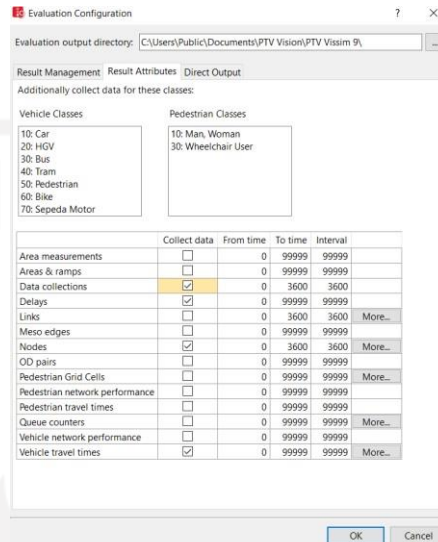 Evaluation Configuration ? ×
Evaluation output directory: C:\Users\Public\Documents\PTV Vision\PTV Vissim 9\ ...
Result Management Result Attributes Direct Output
Additionally collect data for these classes:
Vehicle Classes Pedestrian Classes
10: Car 10: Man, Woman
20: HGV 30: Wheelchair User
30: Bus
40: Tram
50: Pedestrian
60: Bike
70: Sepeda Motor
Collect data From time To time Interval
Area measurements 0 99999 99999
Areas & ramps 0 99999 99999
Data collections 0 3600 3600
Delays 0 99999 99999
Links 0 3600 3600 More...
Meso edges 0 99999 99999
Nodes 0 3600 3600 More...
OD pairs 0 99999 99999
Pedestrian Grid Cells 0 99999 99999 More...
Pedestrian network performance 0 99999 99999
Pedestrian travel times 0 99999 99999
Queue counters 0 99999 99999 More...
Vehicle network performance 0 99999 99999
Vehicle travel times 0 99999 99999 More...
OK Cancel